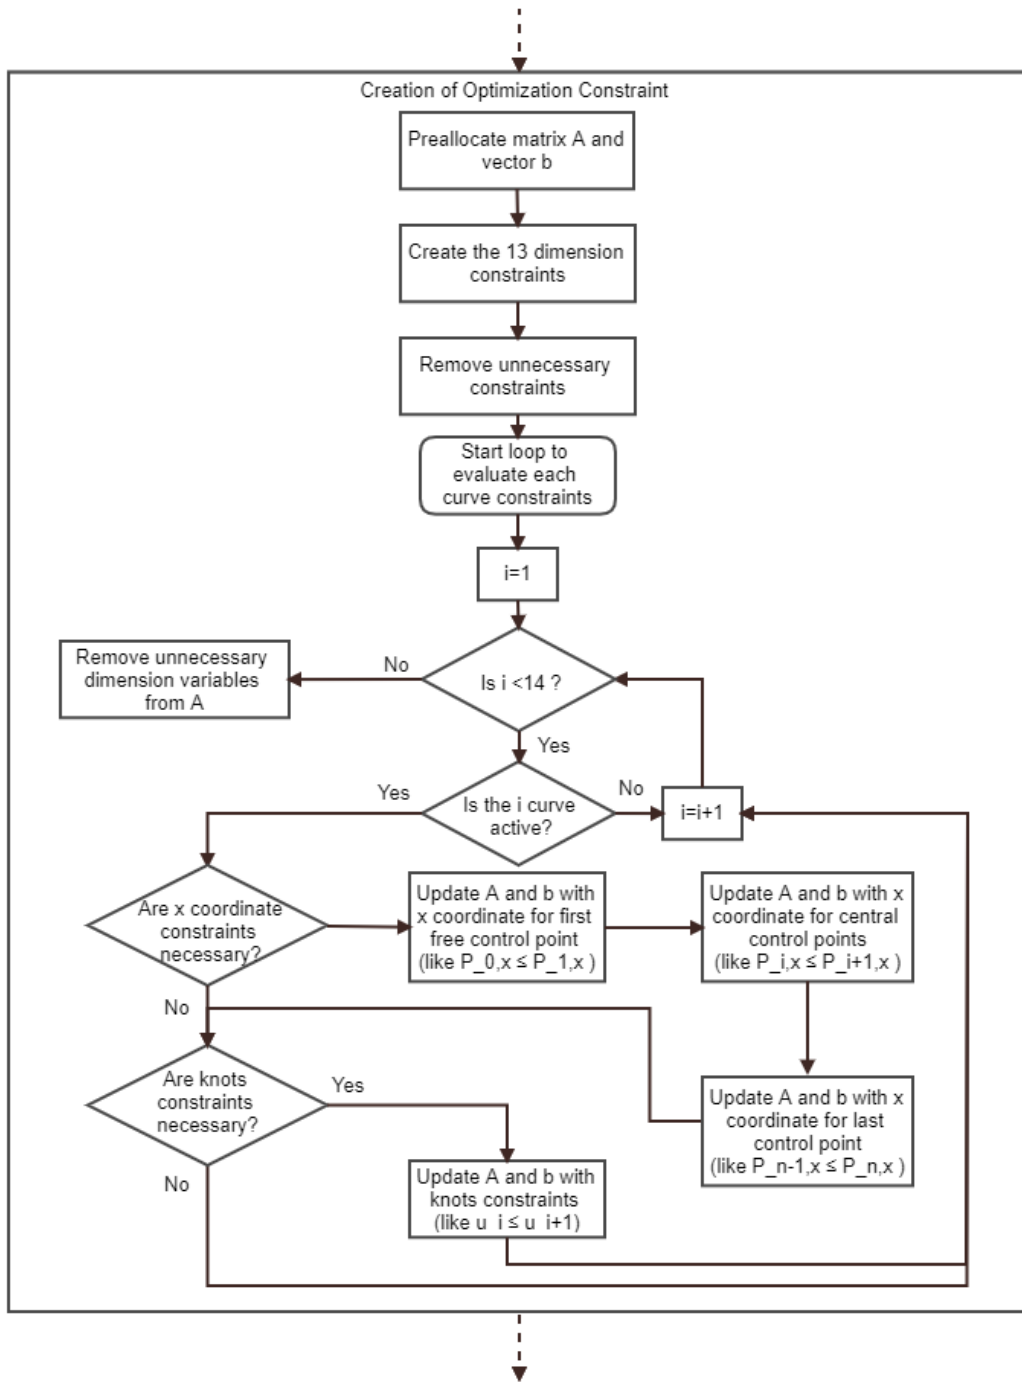 Creation of Optimization Constraint
Preallocate matrix A and
vector b
Create the 13 dimension
constraints
Remove unnecessary
constraints
Start loop to
evaluate each
curve constraints
i=1
Is i <14 ?
No
Remove unnecessary
dimension variables
from A
Yes
Is the i curve
active?
No
i=i+1
Yes
Are x coordinate
constraints
necessary?
Update A and b with
x coordinate for first
free control point
(like P_0,x ≤ P_1,x )
Update A and b with x
coordinate for central
control points
(like P_i,x ≤ P_i+1,x )
Update A and b with x
coordinate for last
control point
(like P_n-1,x ≤ P_n,x )
No
Are knots
constraints
necessary?
Yes
Update A and b with
knots constraints
(like u_i ≤ u_i+1)
No